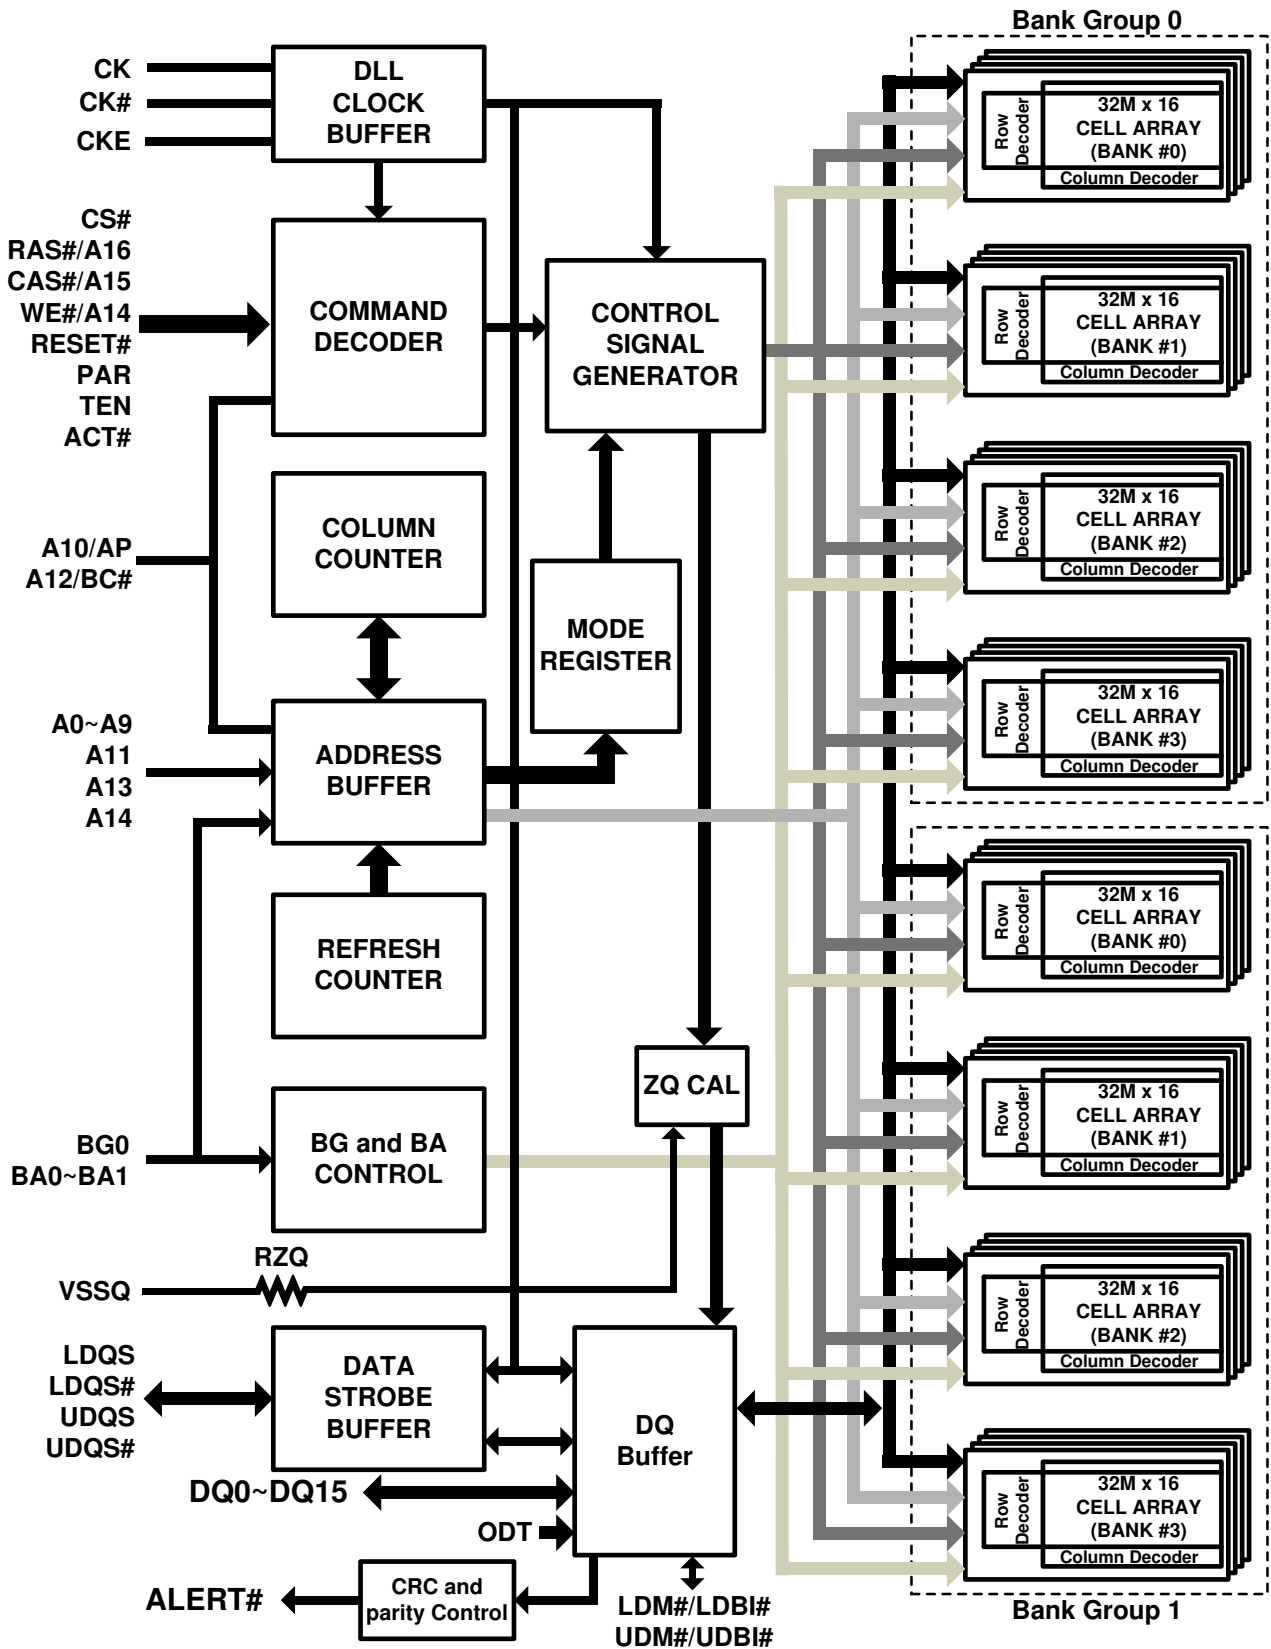 Bank Group 0
CK
CK#
CKE
DLL
CLOCK
BUFFER
CS#
RAS#/A16
CAS#/A15
WE#/A14
RESET#
PAR
TEN
ACT#
COMMAND
DECODER
CONTROL
SIGNAL
GENERATOR
A10/AP
A12/BC#
COLUMN
COUNTER
MODE
REGISTER
A0~A9
A11
A13
A14
ADDRESS
BUFFER
REFRESH
COUNTER
ZQ CAL
BG0
BA0~BA1
BG and BA
CONTROL
RZQ
VSSQ
LDQS
LDQS#
UDQS
UDQS#
DATA
STROBE
BUFFER
DQ
Buffer
DQ0~DQ15
ODT
ALERT#
CRC and
parity Control
LDM#/LDBI#
UDM#/UDBI#
Row
Decoder
32M x 16
CELL ARRAY
(BANK #0)
Column Decoder
Row
Decoder
32M x 16
CELL ARRAY
(BANK #1)
Column Decoder
Row
Decoder
32M x 16
CELL ARRAY
(BANK #2)
Column Decoder
Row
Decoder
32M x 16
CELL ARRAY
(BANK #3)
Column Decoder
Row
Decoder
32M x 16
CELL ARRAY
(BANK #0)
Column Decoder
Row
Decoder
32M x 16
CELL ARRAY
(BANK #1)
Column Decoder
Row
Decoder
32M x 16
CELL ARRAY
(BANK #2)
Column Decoder
Row
Decoder
32M x 16
CELL ARRAY
(BANK #3)
Column Decoder
Bank Group 1